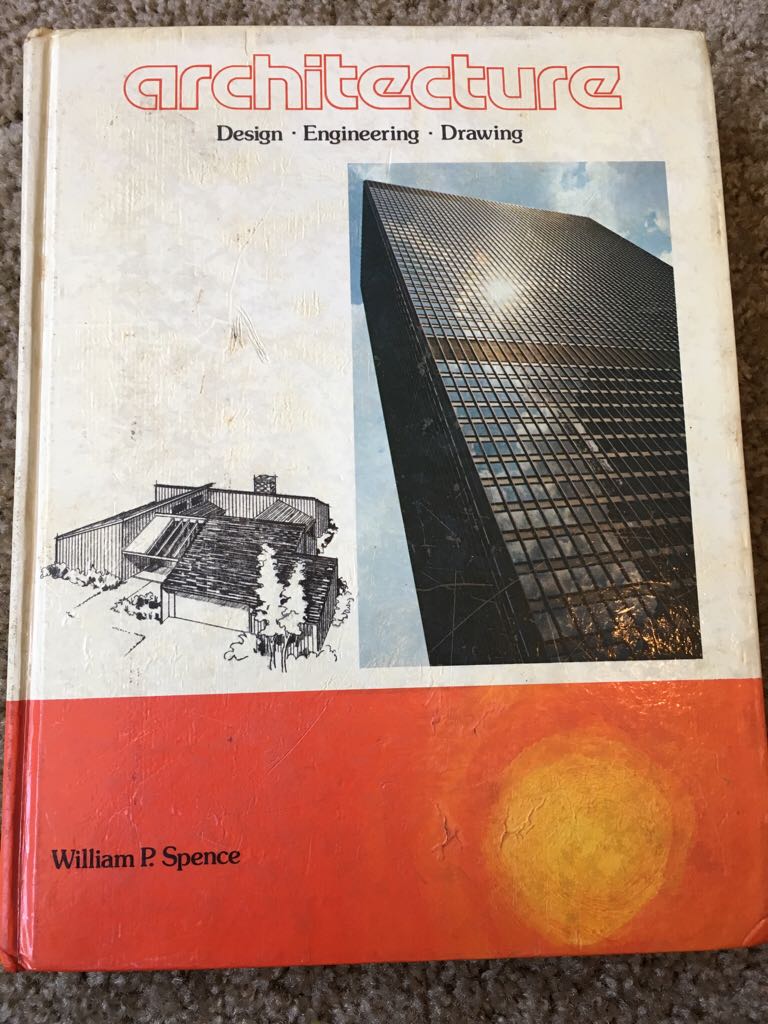 architecture
Design · Engineering · Drawing
William P. Spence